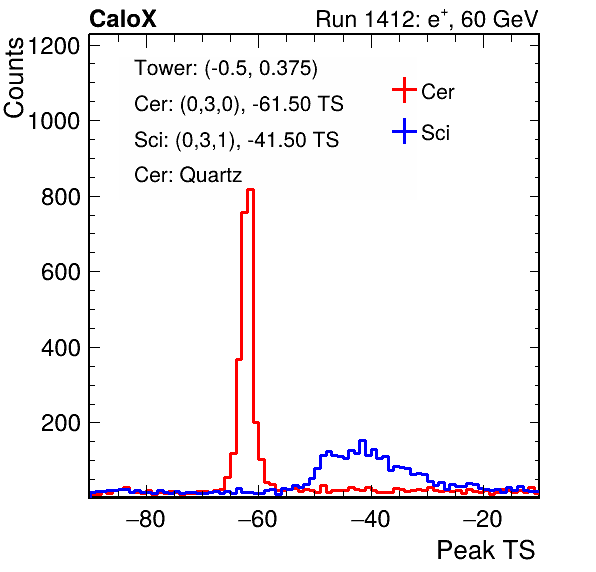 CaloX Run 1412: e⁺, 60 GeV
Counts
1200
1000
800
600
400
200
Tower: (-0.5, 0.375)
Cer: (0,3,0), -61.50 TS
Sci: (0,3,1), -41.50 TS
Cer: Quartz
Cer
Sci
−80 −60 −40 −20
Peak TS